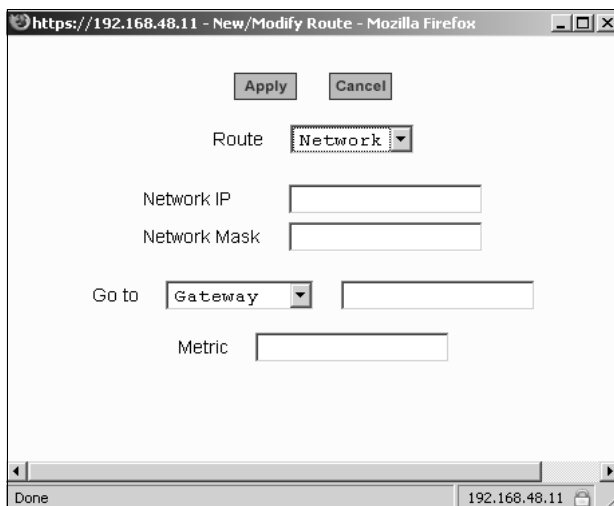 https://192.168.48.11 - New/Modify Route - Mozilla Firefox
Apply Cancel
Route Network
Network IP
Network Mask
Go to Gateway
Metric
Done 192.168.48.11